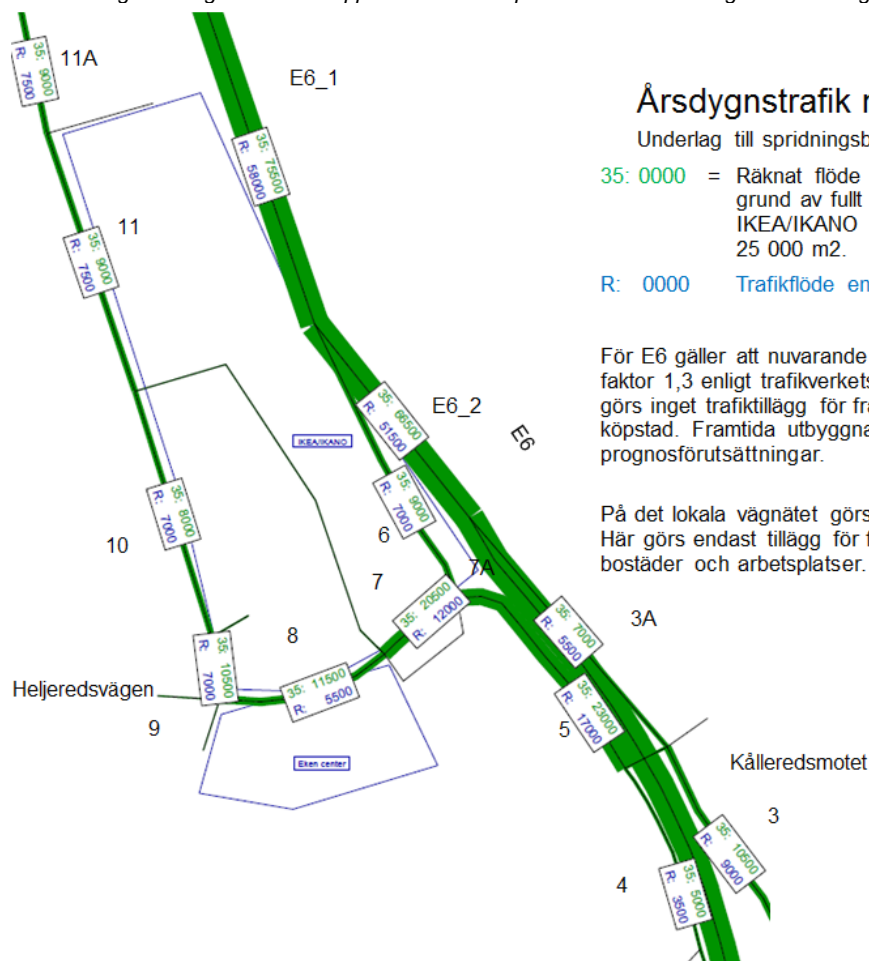 11A
35: 9000
R: 7500
E6_1
35: 75500
R: 58000
Årsdygnstrafik
Underlag till
35: 0000 = Räknat flöde
grund av fullt
IKEA/IKANO
25 000 m2.
R: 0000 Trafikflöde
11
35: 9000
R: 7500
För E6 gäller att nuvarande
faktor 1,3 enligt
görs inget trafiktillägg för
köpstad. Framtida
prognosförutsättningar.
E6_2
E6
35: 66500
R: 51500
IKEA/IKANO
35: 9000
R: 7000
6
35: 8000
R: 7000
10
På det lokala vägnätet görs
Här görs endast tillägg för
bostäder och arbetsplatser.
7A
7
35: 20500
R: 12000
3A
35: 7000
R: 5500
8
35: 10500
R: 7000
35: 11500
R: 5500
Heljeredsvägen
9
35: 23000
R: 17000
5
Eken center
Kålleredsmotet
3
35: 10500
R: 9000
4
35: 5000
R: 3500